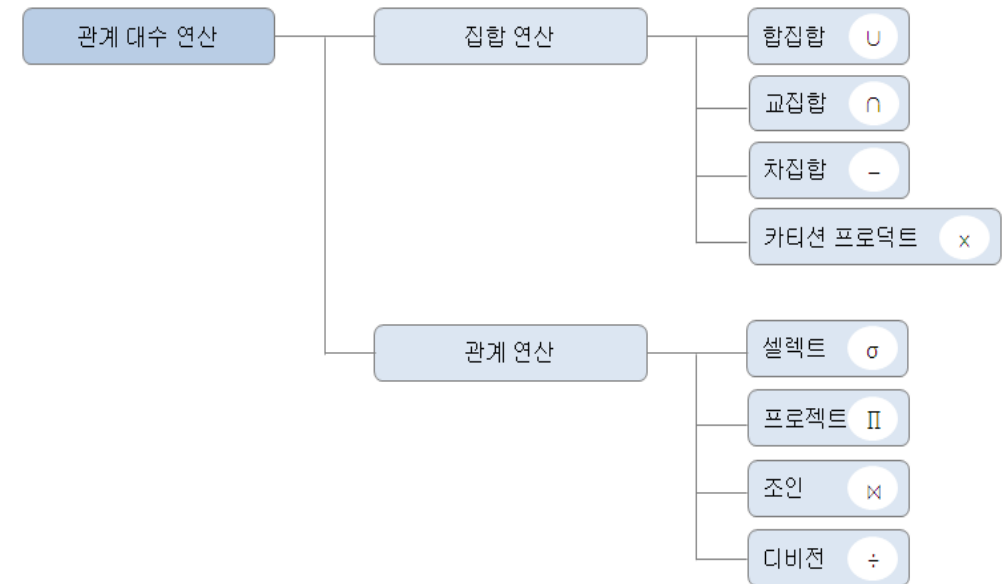 관계 대수 연산
집합 연산
합집합 ∪
교집합 ∩
차집합 −
카티션 프로덕트 x
관계 연산
셀렉트 σ
프로젝트 Π
조인 ⋈
디비전 ÷